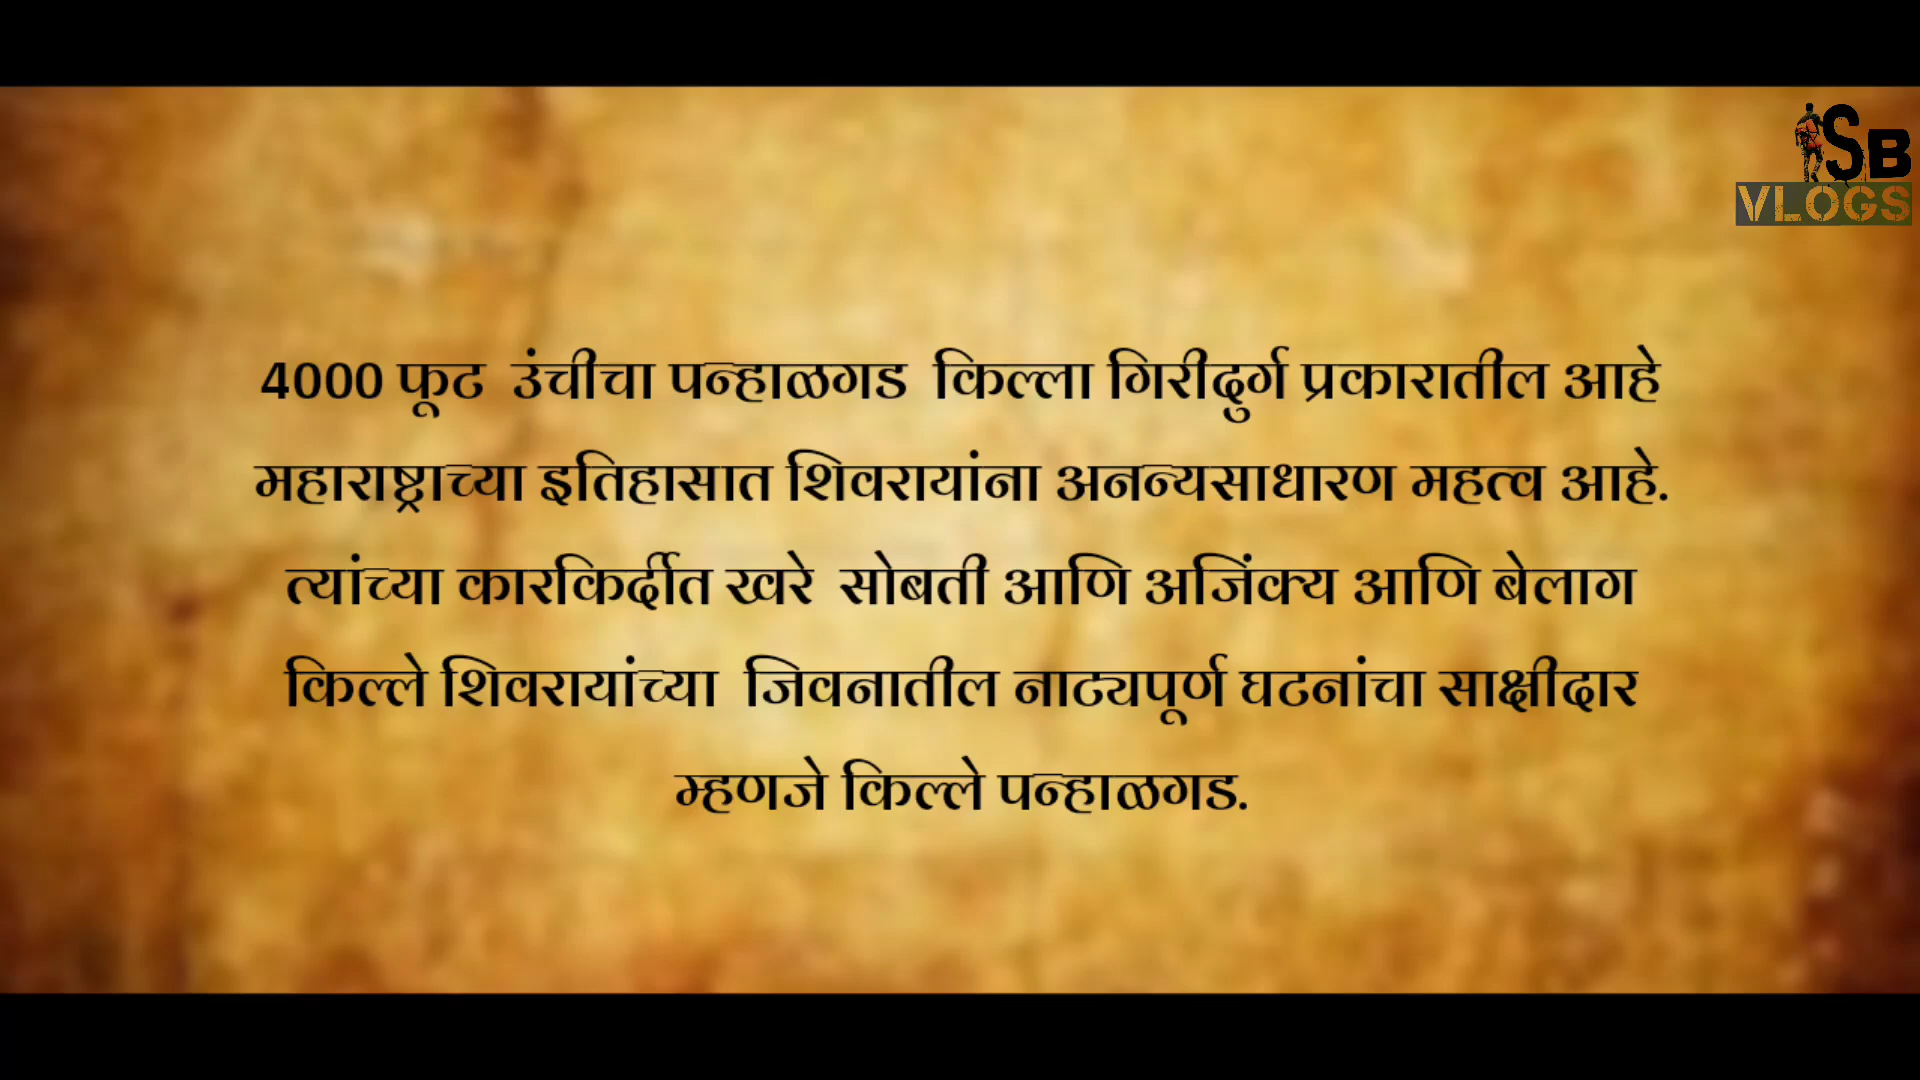 SB
VLOGS
4000 फूट उंचीचा पन्हाळगड किल्ला गिरीदुर्ग प्रकारातील आहे
महाराष्ट्राच्या इतिहासात शिवरायांना अनन्यसाधारण महत्व आहे.
त्यांच्या कारकिर्दीत खरे सोबती आणि अजिंक्य आणि बेलाग
किल्ले शिवरायांच्या जिवनातील नाट्यपूर्ण घटनांचा साक्षीदार
म्हणजे किल्ले पन्हाळगड.